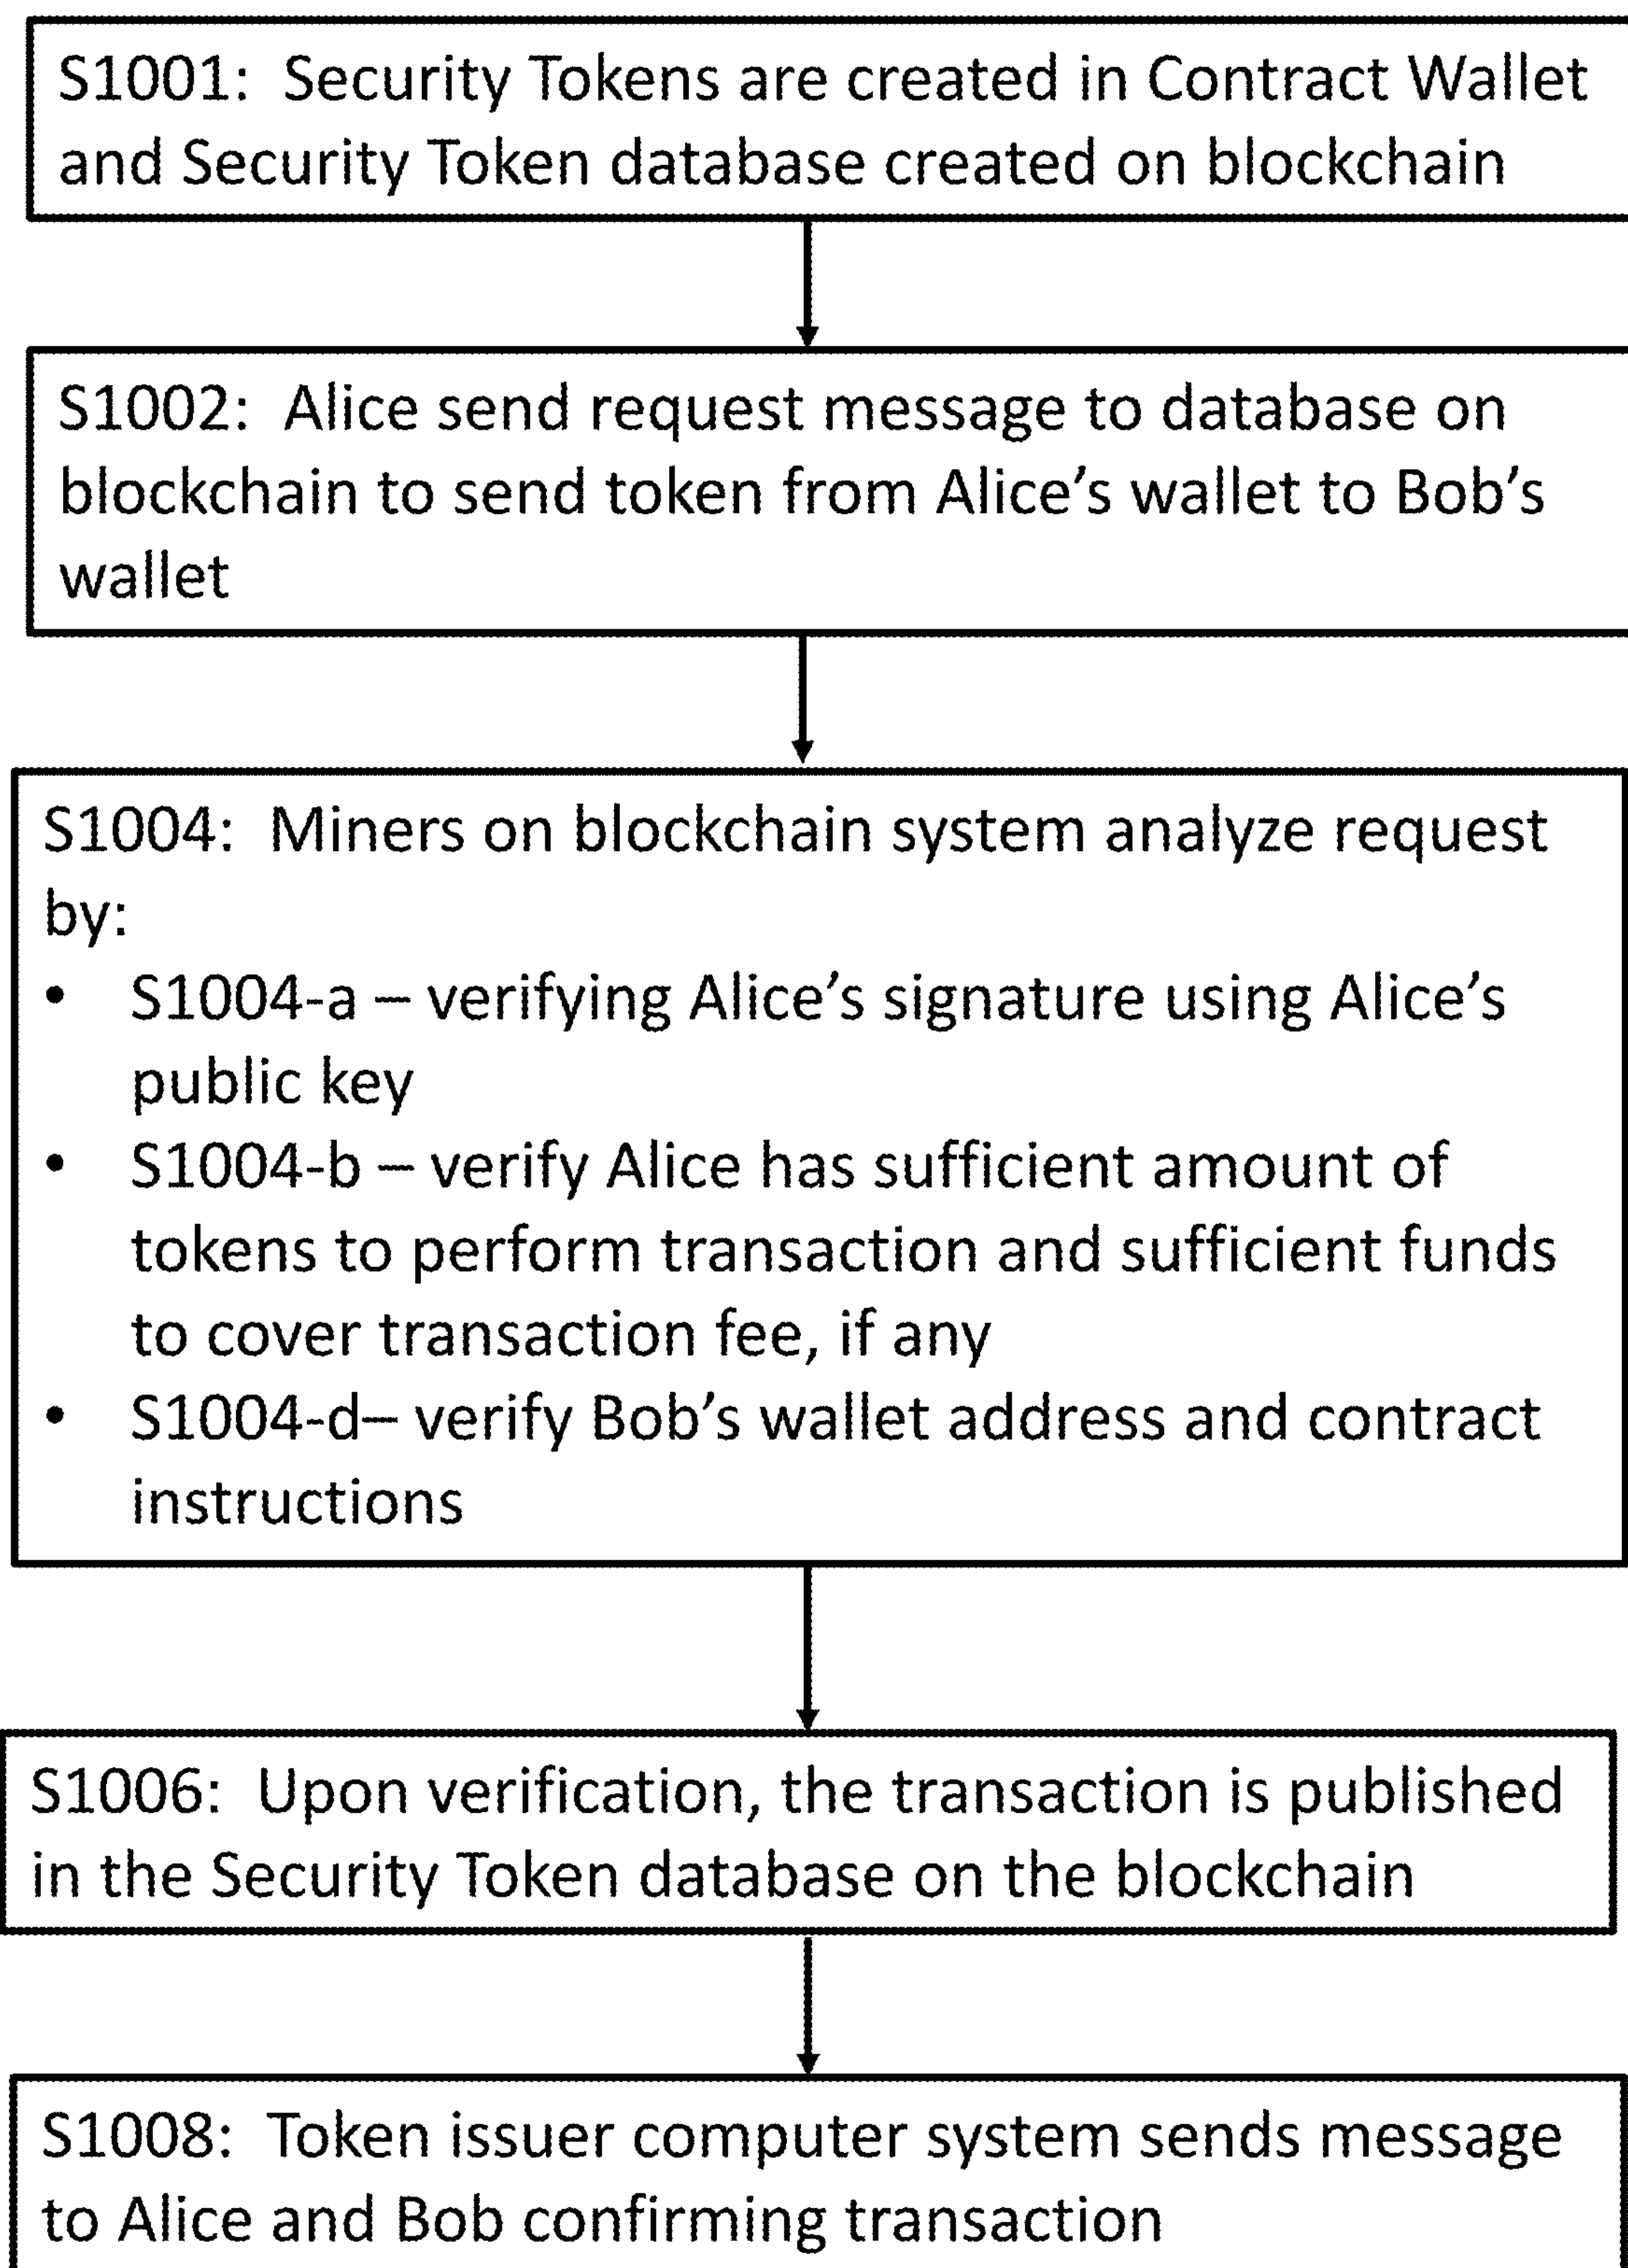 S1001: Security Tokens are created in Contract Wallet
and Security Token database created on blockchain
S1002: Alice send request message to database on
blockchain to send token from Alice’s wallet to Bob’s
wallet
S1004: Miners on blockchain system analyze request
by:
• S1004-a – verifying Alice’s signature using Alice’s
public key
• S1004-b – verify Alice has sufficient amount of
tokens to perform transaction and sufficient funds
to cover transaction fee, if any
• S1004-d– verify Bob’s wallet address and contract
instructions
S1006: Upon verification, the transaction is published
in the Security Token database on the blockchain
S1008: Token issuer computer system sends message
to Alice and Bob confirming transaction